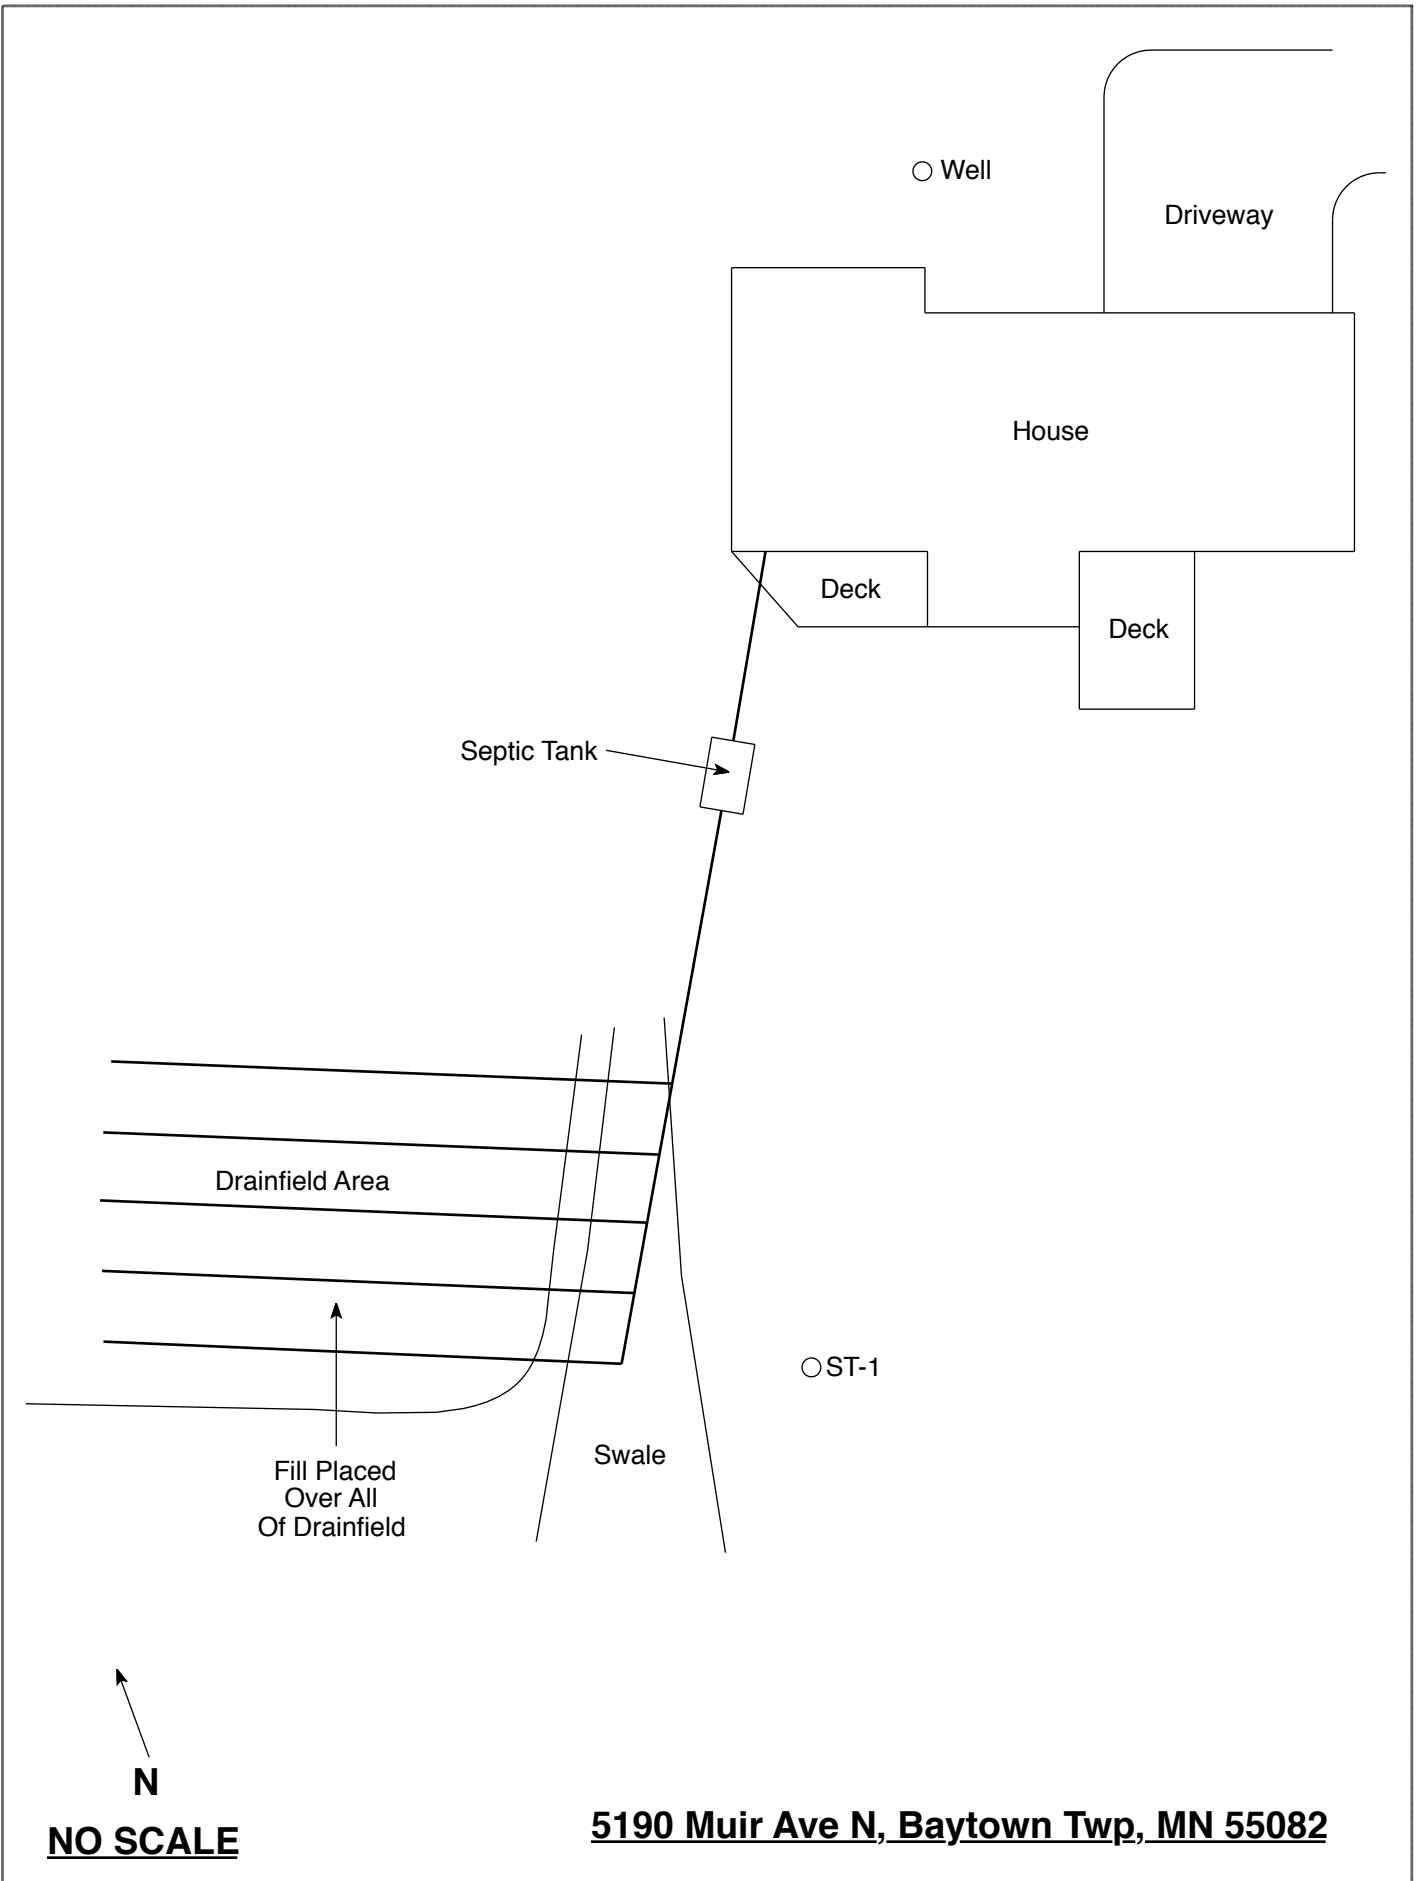 Well
Driveway
House
Deck
Deck
Septic Tank
Drainfield Area
ST-1
Swale
Fill Placed
Over All
Of Drainfield
N
NO SCALE
5190 Muir Ave N, Baytown Twp, MN 55082